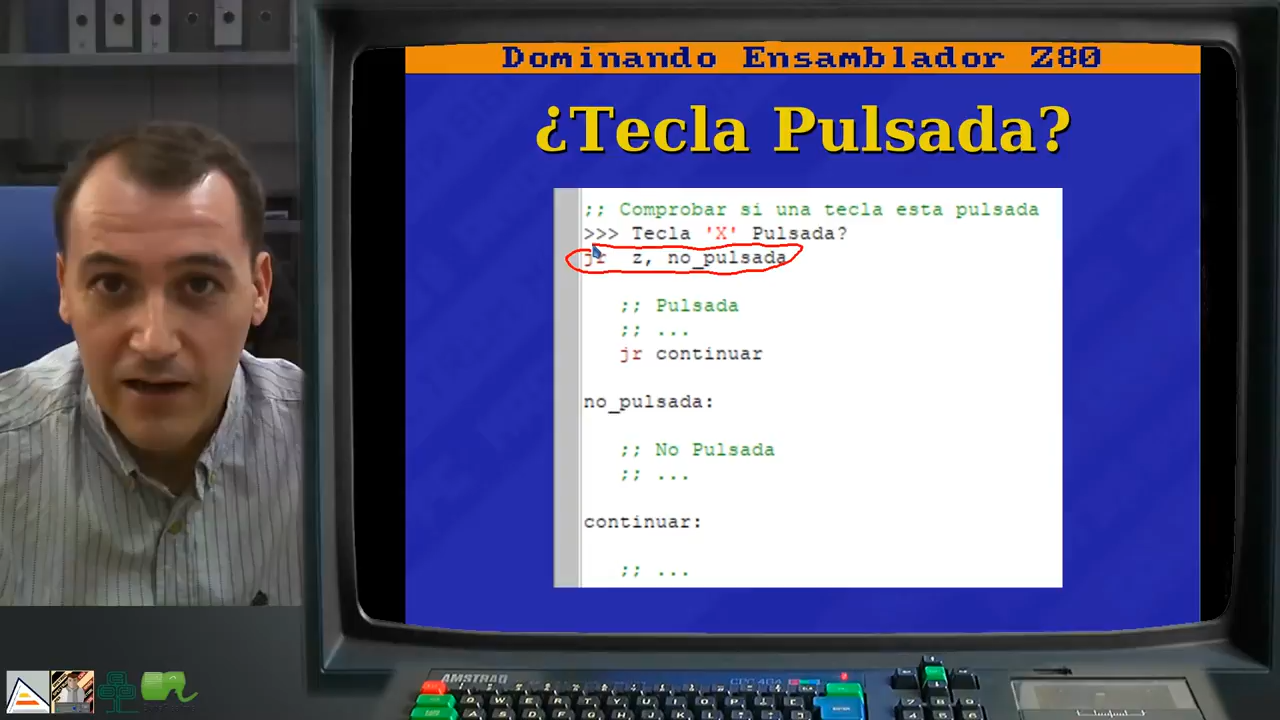 Dominando Ensamblador Z80
¿Tecla Pulsada?
;; Comprobar si una tecla esta pulsada
>>> Tecla 'X' Pulsada?
jr z, no_pulsada
;; Pulsada
;; ...
jr continuar
no_pulsada:
;; No Pulsada
;; ...
continuar:
;; ...
AMSTRAD